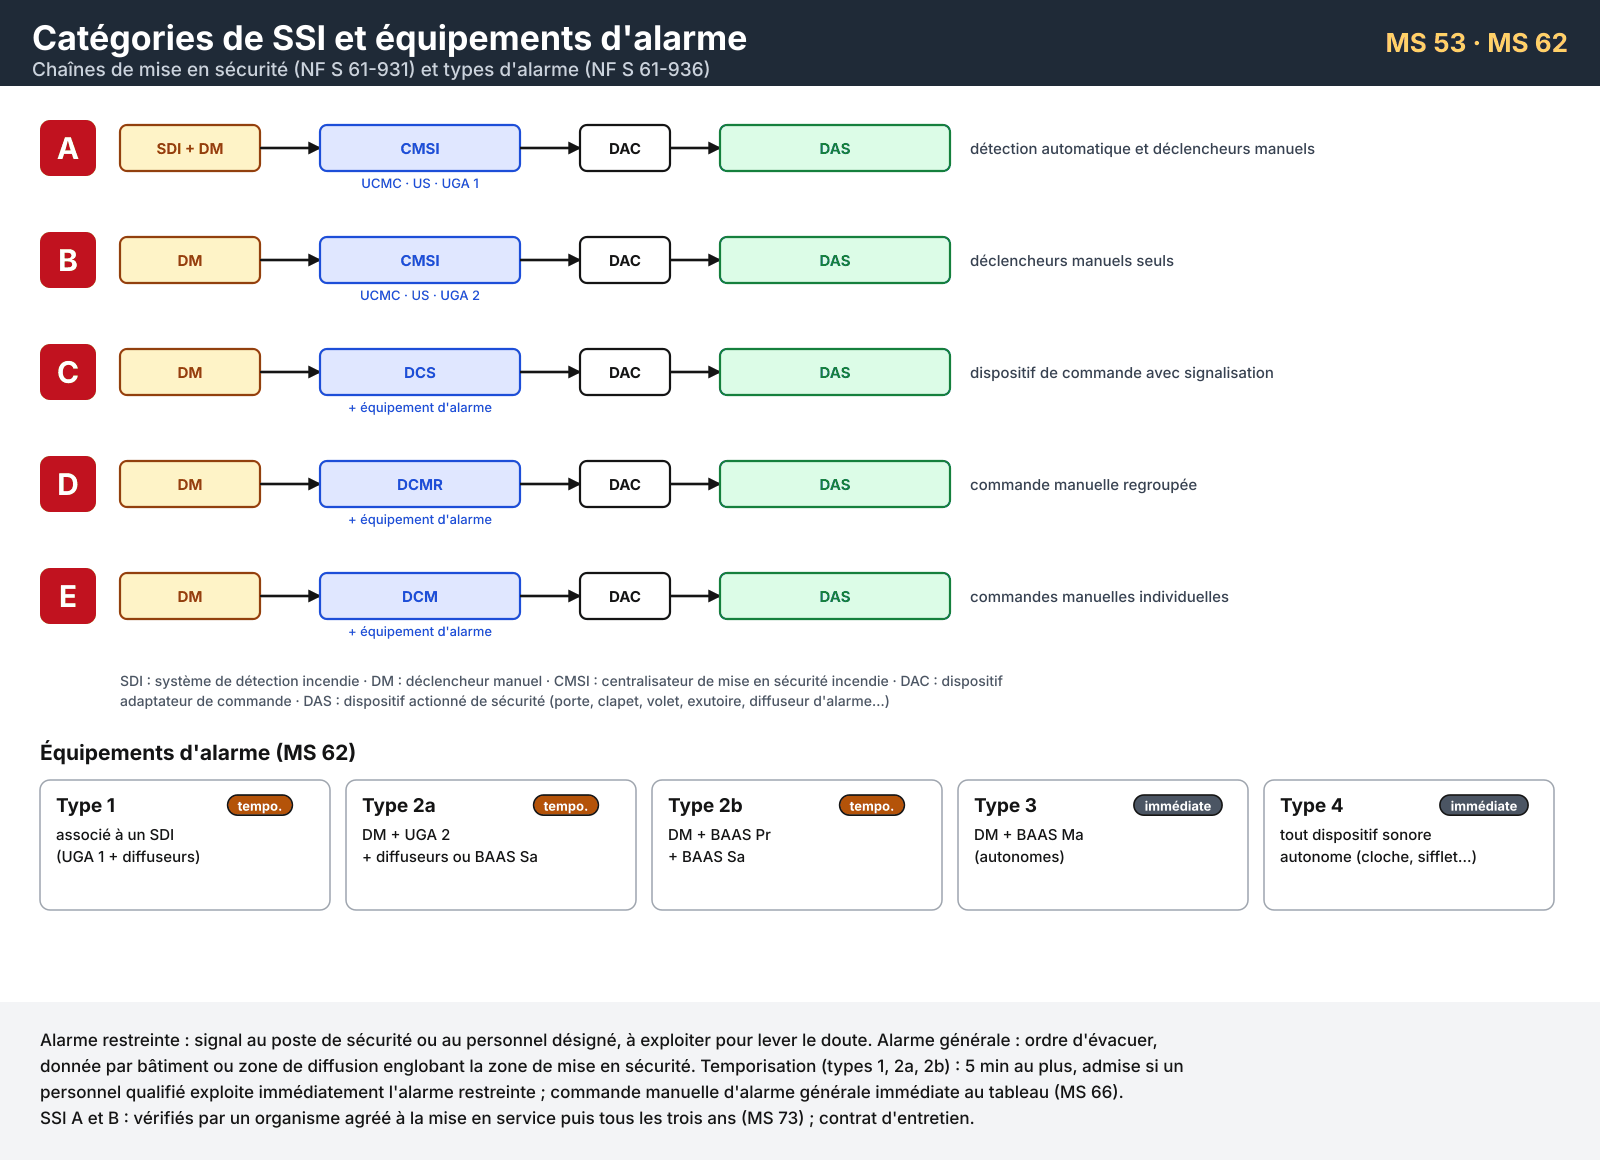 Catégories de SSI et équipements d'alarme
MS 53 · MS 62
Chaînes de mise en sécurité (NF S 61-931) et types d'alarme (NF S 61-936)
A
SDI + DM
CMSI
DAC
DAS
détection automatique et déclencheurs manuels
UCMC · US · UGA 1
B
DM
CMSI
DAC
DAS
déclencheurs manuels seuls
UCMC · US · UGA 2
C
DM
DCS
DAC
DAS
dispositif de commande avec signalisation
+ équipement d'alarme
D
DM
DCMR
DAC
DAS
commande manuelle regroupée
+ équipement d'alarme
E
DM
DCM
DAC
DAS
commandes manuelles individuelles
+ équipement d'alarme
SDI : système de détection incendie · DM : déclencheur manuel · CMSI : centralisateur de mise en sécurité incendie · DAC : dispositif
adaptateur de commande · DAS : dispositif actionné de sécurité (porte, clapet, volet, exutoire, diffuseur d'alarme…)
Équipements d'alarme (MS 62)
Type 1
tempo.
associé à un SDI
(UGA 1 + diffuseurs)
Type 2a
tempo.
DM + UGA 2
+ diffuseurs ou BAAS Sa
Type 2b
tempo.
DM + BAAS Pr
+ BAAS Sa
Type 3
immédiate
DM + BAAS Ma
(autonomes)
Type 4
immédiate
tout dispositif sonore
autonome (cloche, sifflet…)
Alarme restreinte : signal au poste de sécurité ou au personnel désigné, à exploiter pour lever le doute. Alarme générale : ordre d'évacuer,
donnée par bâtiment ou zone de diffusion englobant la zone de mise en sécurité. Temporisation (types 1, 2a, 2b) : 5 min au plus, admise si un
personnel qualifié exploite immédiatement l'alarme restreinte ; commande manuelle d'alarme générale immédiate au tableau (MS 66).
SSI A et B : vérifiés par un organisme agréé à la mise en service puis tous les trois ans (MS 73) ; contrat d'entretien.